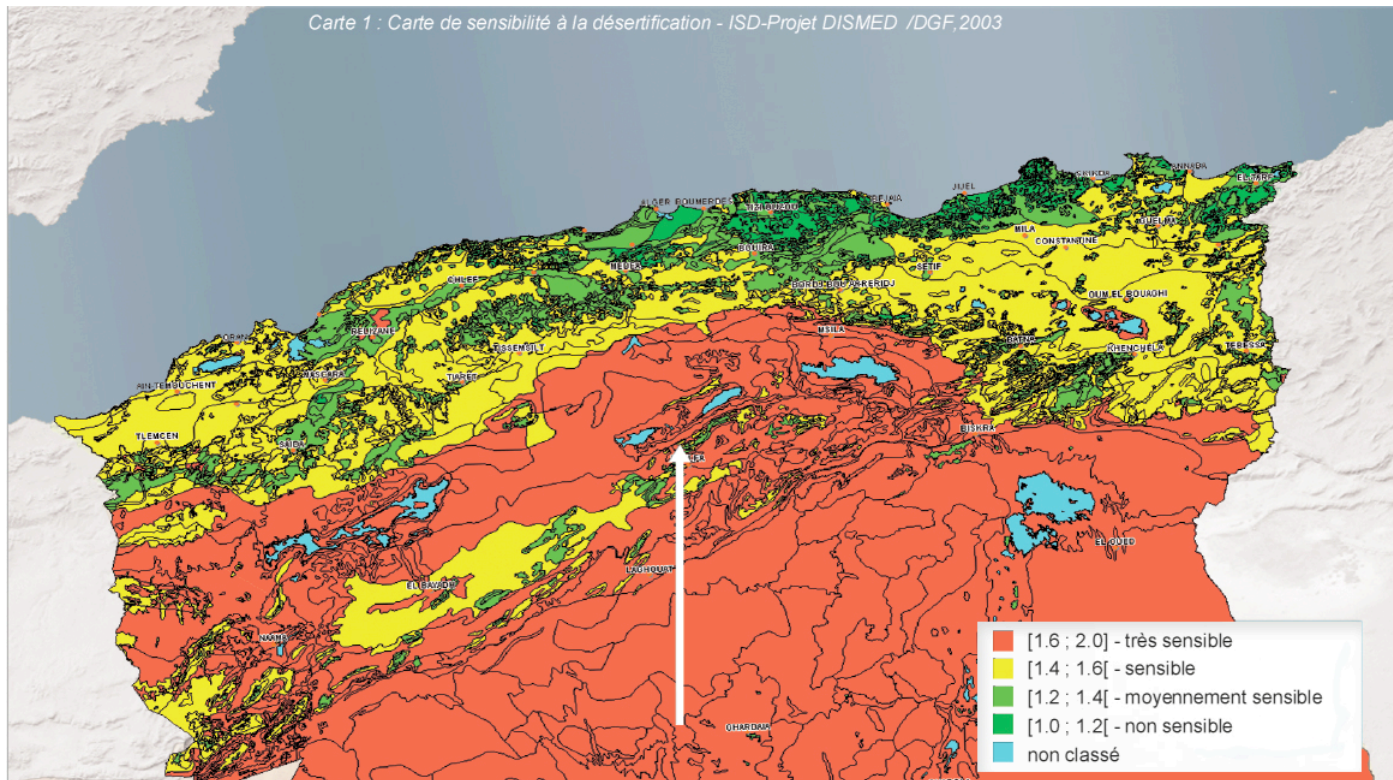 Carte 1 : Carte de sensibilité à la désertification - ISD-Projet DISMED /DGF,2003
ANNABA
SKIKDA
EL TARF
JIJEL
ALGER BOUMERDES
TIZI OUZOU
BEJAIA
GUELMA
MILA
CONSTANTINE
BOUIRA
MEDEA
SETIF
CHLEF
BORDJ BOU ARRERIDJ
OUM EL BOUAGHI
RELIZANE
MSILA
ORAN
BATNA
TISSEMSILT
KHENCHELA
TEBESSA
MASCARA
TIARET
AIN-TEMOUCHENT
BISKRA
TLEMCEN
SAIDA
EL OUED
LAGHOUAT
EL BAYADH
NAAMA
GHARDAIA
[1.6 ; 2.0] - très sensible
[1.4 ; 1.6[ - sensible
[1.2 ; 1.4[ - moyennement sensible
[1.0 ; 1.2[ - non sensible
non classé